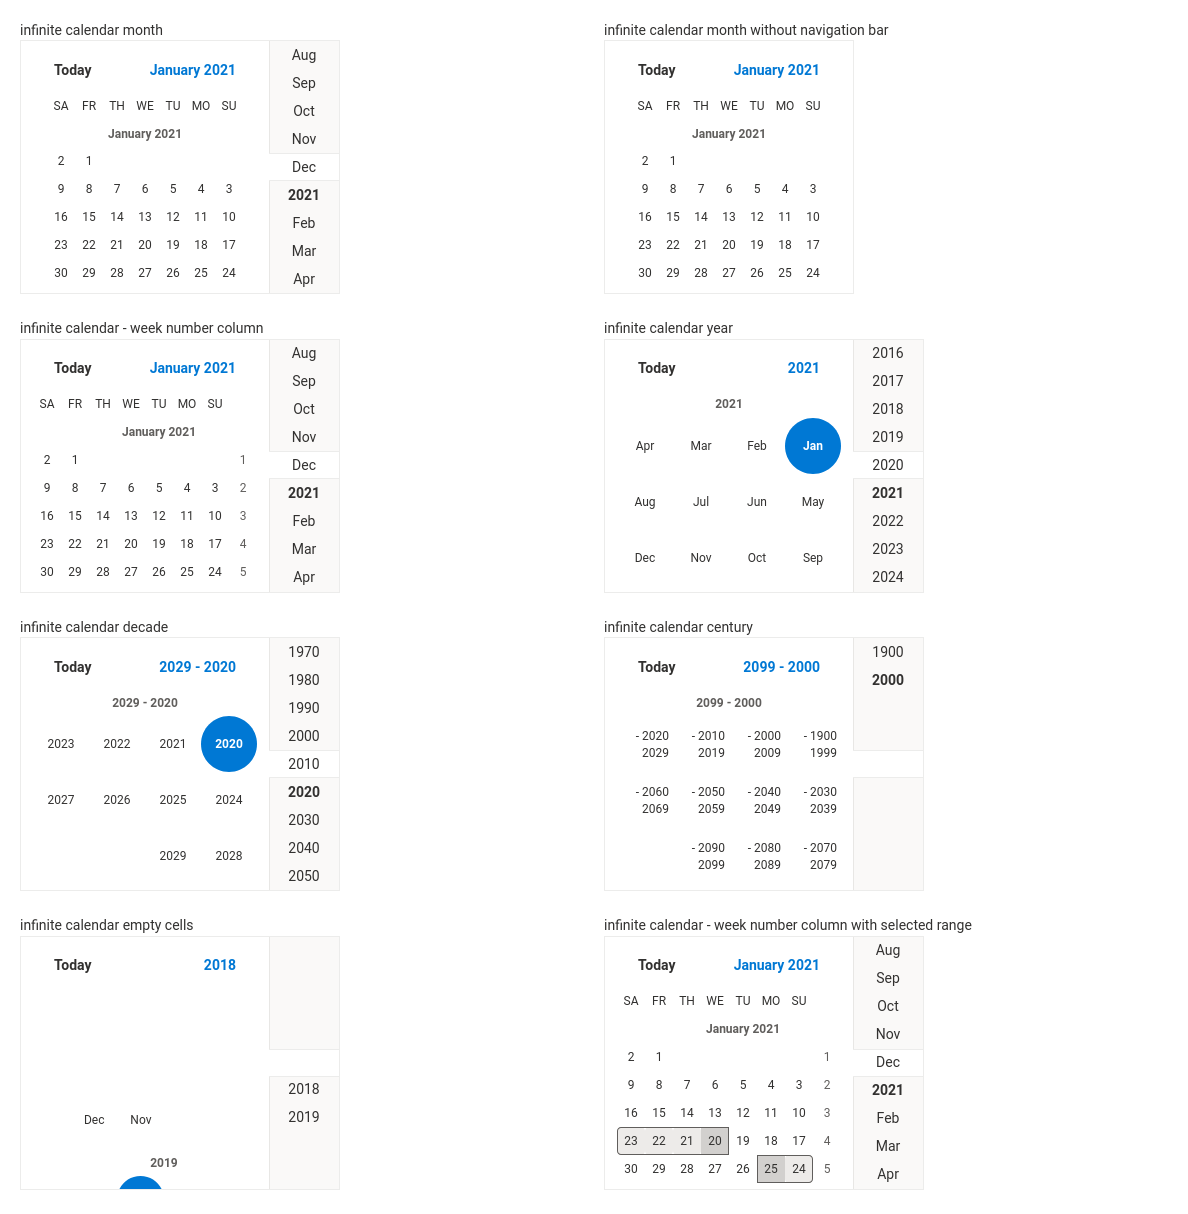 infinite calendar month
Today January 2021
SA FR TH WE TU MO SU
January 2021
2 1
9 8 7 6 5 4 3
16 15 14 13 12 11 10
23 22 21 20 19 18 17
30 29 28 27 26 25 24
Aug
Sep
Oct
Nov
Dec
2021
Feb
Mar
Apr
infinite calendar month without navigation bar
Today January 2021
SA FR TH WE TU MO SU
January 2021
2 1
9 8 7 6 5 4 3
16 15 14 13 12 11 10
23 22 21 20 19 18 17
30 29 28 27 26 25 24
infinite calendar - week number column
Today January 2021
SA FR TH WE TU MO SU
January 2021
2 1 1
9 8 7 6 5 4 3 2
16 15 14 13 12 11 10 3
23 22 21 20 19 18 17 4
30 29 28 27 26 25 24 5
Aug
Sep
Oct
Nov
Dec
2021
Feb
Mar
Apr
infinite calendar year
Today 2021
2021
Apr Mar Feb Jan
Aug Jul Jun May
Dec Nov Oct Sep
2016
2017
2018
2019
2020
2021
2022
2023
2024
infinite calendar decade
Today 2029 - 2020
2029 - 2020
2023 2022 2021 2020
2027 2026 2025 2024
2029 2028
1970
1980
1990
2000
2010
2020
2030
2040
2050
infinite calendar century
Today 2099 - 2000
2099 - 2000
- 2020 - 2010 - 2000 - 1900
2029 2019 2009 1999
- 2060 - 2050 - 2040 - 2030
2069 2059 2049 2039
- 2090 - 2080 - 2070
2099 2089 2079
1900
2000
infinite calendar empty cells
Today 2018
Dec Nov
2019
2018
2019
infinite calendar - week number column with selected range
Today January 2021
SA FR TH WE TU MO SU
January 2021
2 1 1
9 8 7 6 5 4 3 2
16 15 14 13 12 11 10 3
23 22 21 20 19 18 17 4
30 29 28 27 26 25 24 5
Aug
Sep
Oct
Nov
Dec
2021
Feb
Mar
Apr